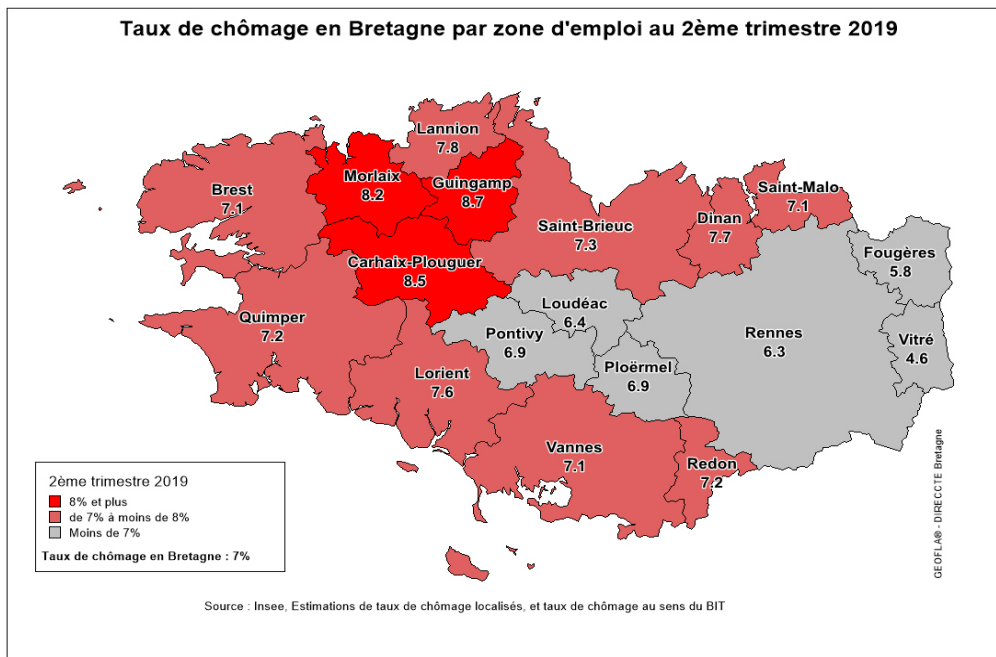 Taux de chômage en Bretagne par zone d'emploi au 2ème trimestre 2019
Lannion
7.8
Morlaix
8.2
Guingamp
8.7
Brest
7.1
Saint-Malo
7.1
Dinan
7.7
Saint-Brieuc
7.3
Fougères
5.8
Carhaix-Plouguer
8.5
Loudéac
6.4
Quimper
7.2
Pontivy
6.9
Rennes
6.3
Vitré
4.6
Ploërmel
6.9
Lorient
7.6
Vannes
7.1
Redon
7.2
2ème trimestre 2019
8% et plus
de 7% à moins de 8%
Moins de 7%
Taux de chômage en Bretagne : 7%
GEOFLA® - DIRECCTE Bretagne
Source : Insee, Estimations de taux de chômage localisés, et taux de chômage au sens du BIT